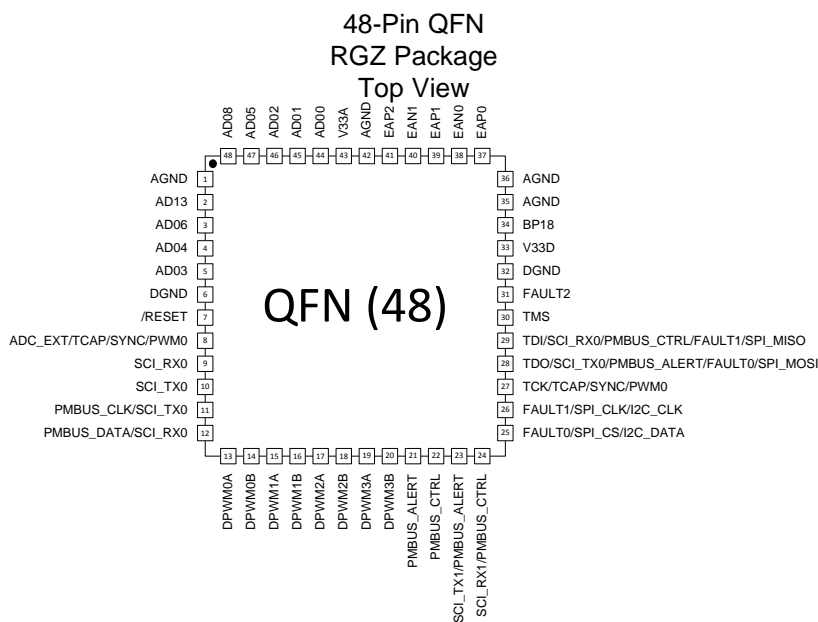 48-Pin QFN
RGZ Package
Top View
AD08
AD05
AD02
AD01
AD00
V33A
AGND
EAP2
EAN1
EAP1
EAN0
EAP0
48
47
46
45
44
43
42
41
40
39
38
37
AGND 1
AD13 2
AD06 3
AD04 4
AD03 5
DGND 6
/RESET 7
ADC_EXT/TCAP/SYNC/PWM0 8
SCI_RX0 9
SCI_TX0 10
PMBUS_CLK/SCI_TX0 11
PMBUS_DATA/SCI_RX0 12
QFN (48)
36 AGND
35 AGND
34 BP18
33 V33D
32 DGND
31 FAULT2
30 TMS
29 TDI/SCI_RX0/PMBUS_CTRL/FAULT1/SPI_MISO
28 TDO/SCI_TX0/PMBUS_ALERT/FAULT0/SPI_MOSI
27 TCK/TCAP/SYNC/PWM0
26 FAULT1/SPI_CLK/I2C_CLK
25 FAULT0/SPI_CS/I2C_DATA
13
14
15
16
17
18
19
20
21
22
23
24
DPWM0A
DPWM0B
DPWM1A
DPWM1B
DPWM2A
DPWM2B
DPWM3A
DPWM3B
PMBUS_ALERT
PMBUS_CTRL
SCI_TX1/PMBUS_ALERT
SCI_RX1/PMBUS_CTRL